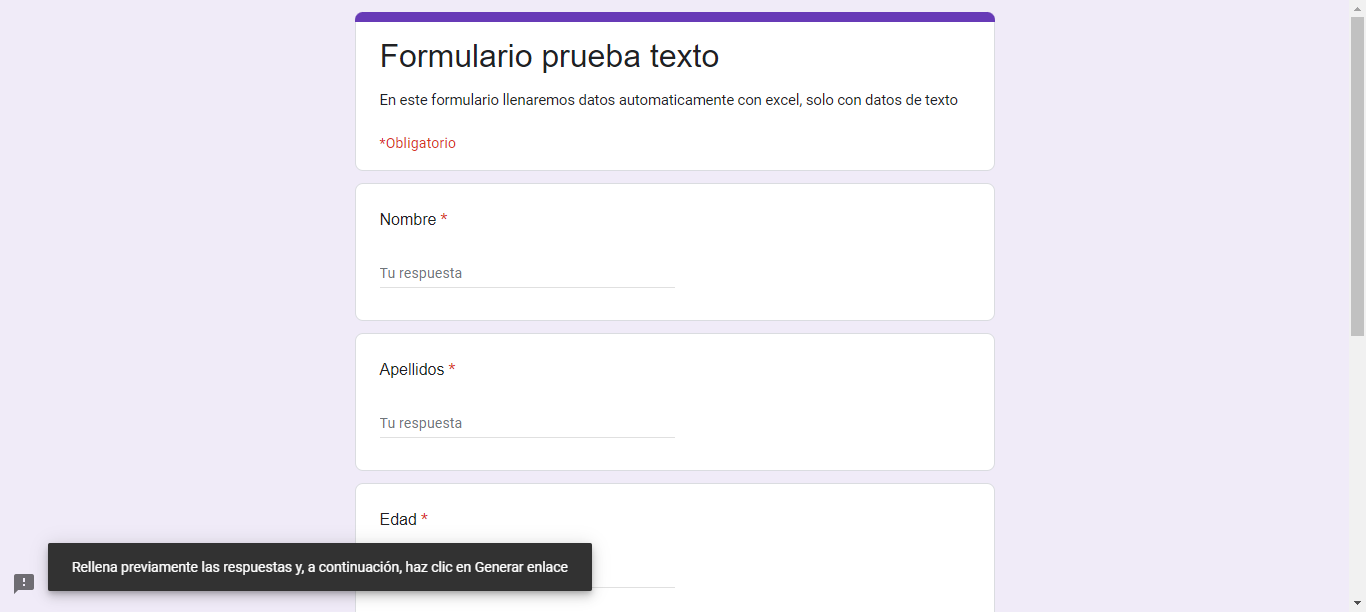 Formulario prueba texto
En este formulario llenaremos datos automaticamente con excel, solo con datos de texto
*Obligatorio
Nombre *
Tu respuesta
Apellidos *
Tu respuesta
Edad *
Rellena previamente las respuestas y, a continuación, haz clic en Generar enlace